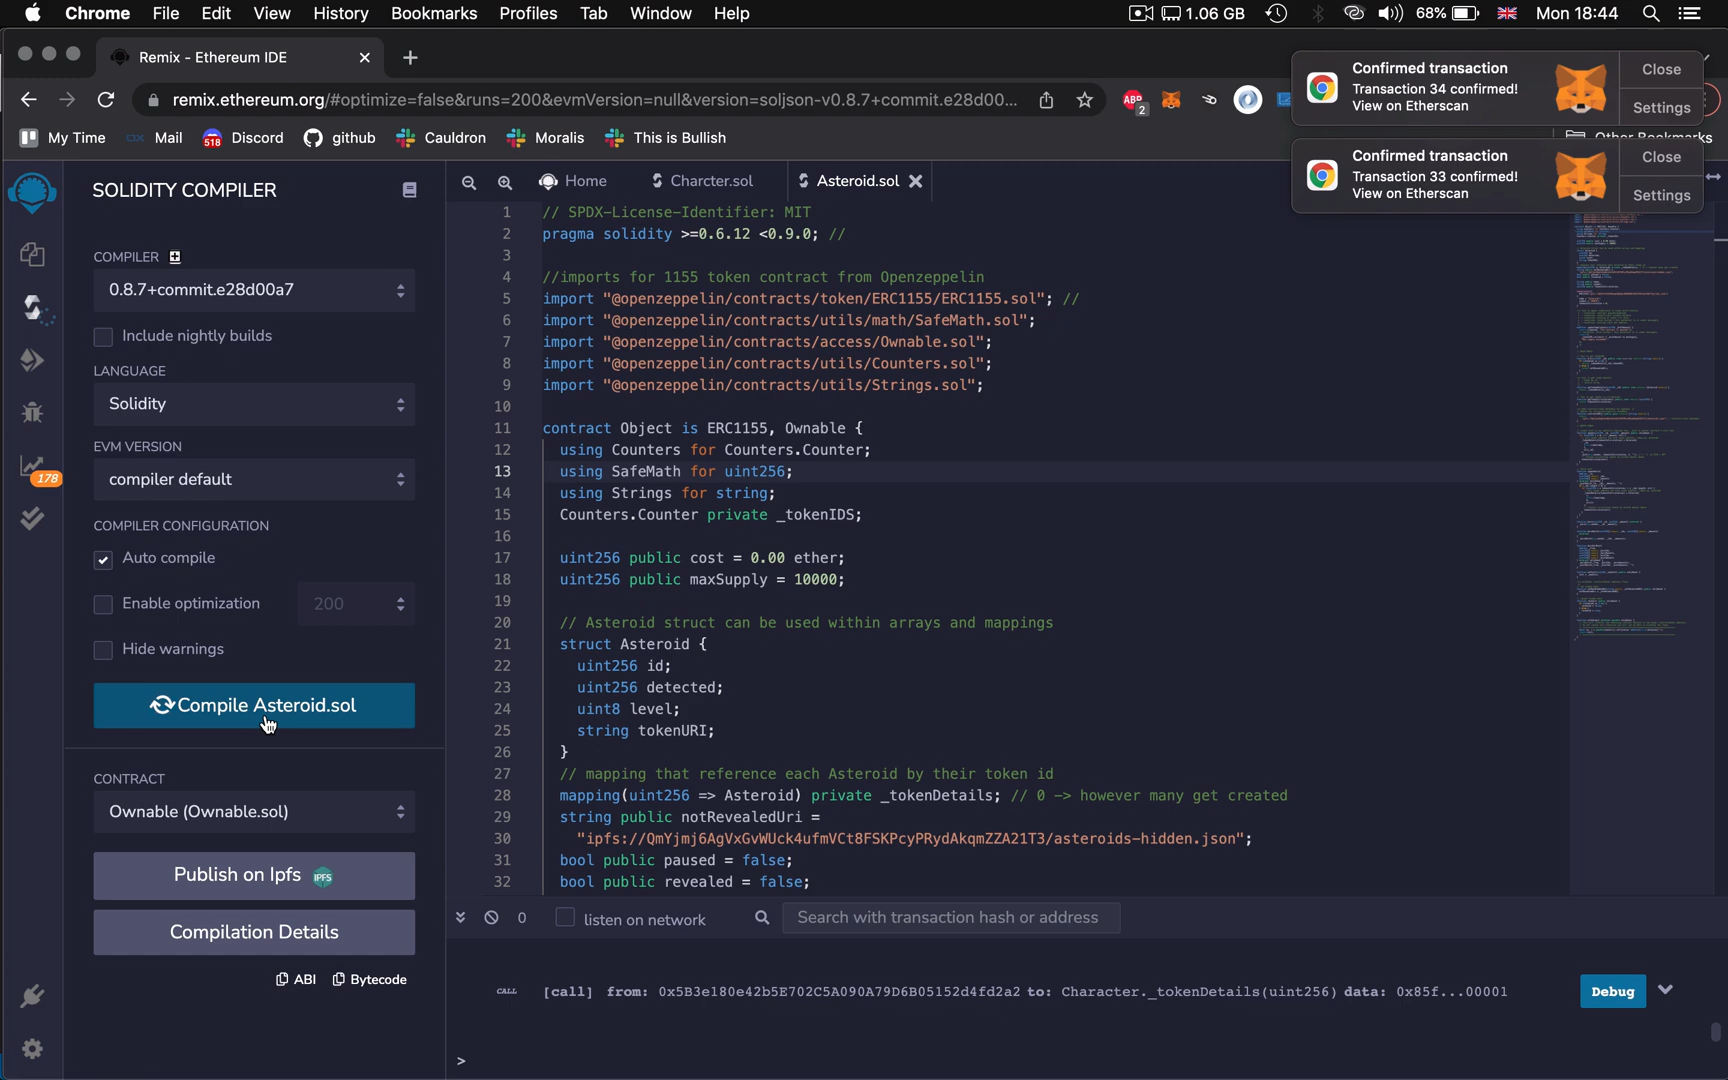 Chrome File Edit View History Bookmarks Profiles Tab Window Help 1.06 GB 68% Mon 18:44
Remix - Ethereum IDE
remix.ethereum.org/#optimize=false&runs=200&evmVersion=null&version=soljson-v0.8.7+commit.e28d00...
ABP 2
Confirmed transaction
Transaction 34 confirmed!
View on Etherscan
Close
Settings
My Time Mail 518 Discord github Cauldron Moralis This is Bullish Other Bookmarks
Confirmed transaction
Transaction 33 confirmed!
View on Etherscan
Close
Settings
SOLIDITY COMPILER
COMPILER
0.8.7+commit.e28d00a7
Include nightly builds
LANGUAGE
Solidity
EVM VERSION
compiler default
178
COMPILER CONFIGURATION
Auto compile
Enable optimization 200
Hide warnings
Compile Asteroid.sol
CONTRACT
Ownable (Ownable.sol)
Publish on Ipfs IPFS
Compilation Details
ABI Bytecode
Home Charcter.sol Asteroid.sol
1 // SPDX-License-Identifier: MIT
2 pragma solidity >=0.6.12 <0.9.0; //
3
4 //imports for 1155 token contract from Openzeppelin
5 import "@openzeppelin/contracts/token/ERC1155/ERC1155.sol"; //
6 import "@openzeppelin/contracts/utils/math/SafeMath.sol";
7 import "@openzeppelin/contracts/access/Ownable.sol";
8 import "@openzeppelin/contracts/utils/Counters.sol";
9 import "@openzeppelin/contracts/utils/Strings.sol";
10
11 contract Object is ERC1155, Ownable {
12 using Counters for Counters.Counter;
13 using SafeMath for uint256;
14 using Strings for string;
15 Counters.Counter private _tokenIDS;
16
17 uint256 public cost = 0.00 ether;
18 uint256 public maxSupply = 10000;
19
20 // Asteroid struct can be used within arrays and mappings
21 struct Asteroid {
22 uint256 id;
23 uint256 detected;
24 uint8 level;
25 string tokenURI;
26 }
27 // mapping that reference each Asteroid by their token id
28 mapping(uint256 => Asteroid) private _tokenDetails; // 0 -> however many get created
29 string public notRevealedUri =
30 "ipfs://QmYjmj6AgVxGvWUck4ufmVCt8FSKPcyPRydAkqmZZA21T3/asteroids-hidden.json";
31 bool public paused = false;
32 bool public revealed = false;
0 listen on network Search with transaction hash or address
CALL [call] from: 0x5B3e180e42b5E702C5A090A79D6B05152d4fd2a2 to: Character._tokenDetails(uint256) data: 0x85f...00001 Debug
>